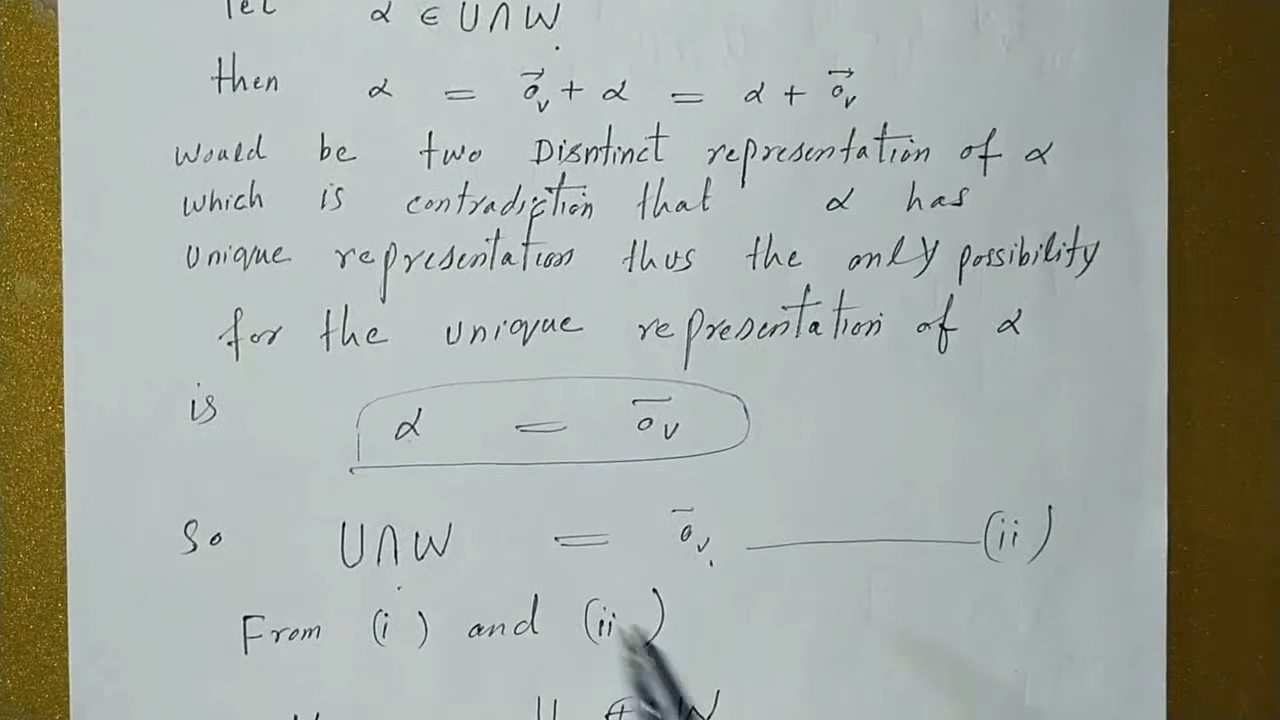 let α ∈ U∩W.
then α = 0⃗ᵥ + α = α + 0⃗ᵥ
would be two Disntinct representation of α
which is contradiction that α has
unique representation thus the only possibility
for the unique representation of α
is α = 0̅ᵥ
So U∩W = 0̅ᵥ. (ii)
From (i) and (ii)
U ⊕ W